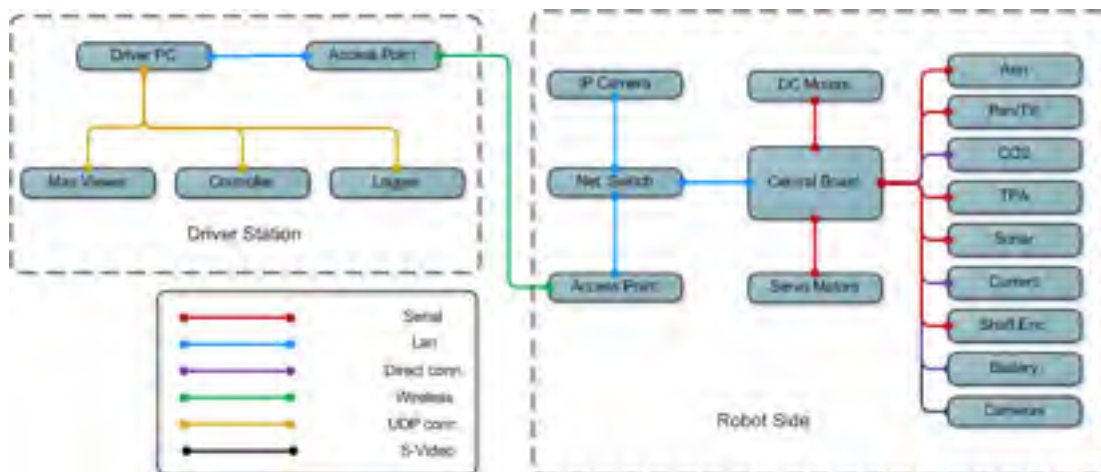 Driver PC
Access Point
Man Viewer
Controller
Logger
Driver Station
IP Camera
DC Motors
Net. Switch
Central Board
Access Point
Servo Motors
Arm
Pan/Tilt
CO2
TPA
Sonar
Current
Shaft Enc.
Battery
Cameras
Robot Side
Serial
Lan
Direct conn.
Wireless
UDP conn.
S-Video